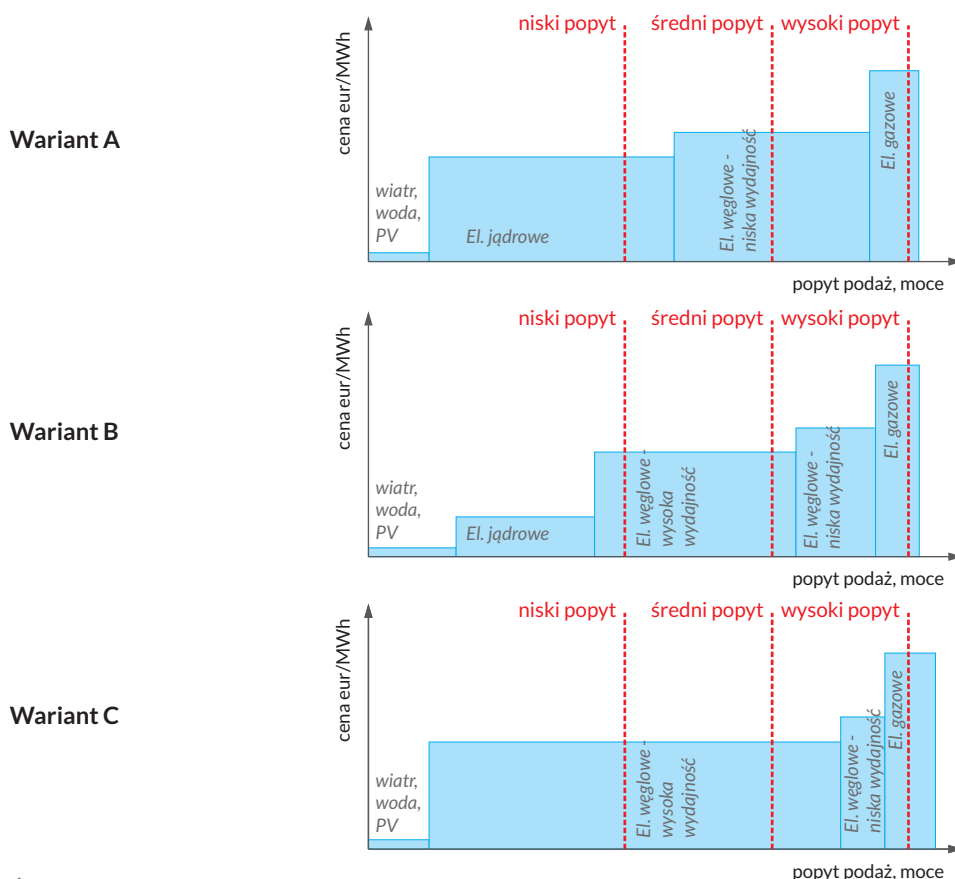 niski popyt średni popyt wysoki popyt
cena eur/MWh
Wariant A
wiatr,
woda,
PV
El. jądrowe
El. węglowe -
niska wydajność
El. gazowe
popyt podaż, moce
niski popyt średni popyt wysoki popyt
cena eur/MWh
Wariant B
wiatr,
woda,
PV
El. jądrowe
El. węglowe -
wysoka
wydajność
El. węglowe -
niska wydajność
El. gazowe
popyt podaż, moce
niski popyt średni popyt wysoki popyt
cena eur/MWh
Wariant C
wiatr,
woda,
PV
El. węglowe -
wysoka
wydajność
El. węglowe -
niska wydajność
El. gazowe
popyt podaż, moce